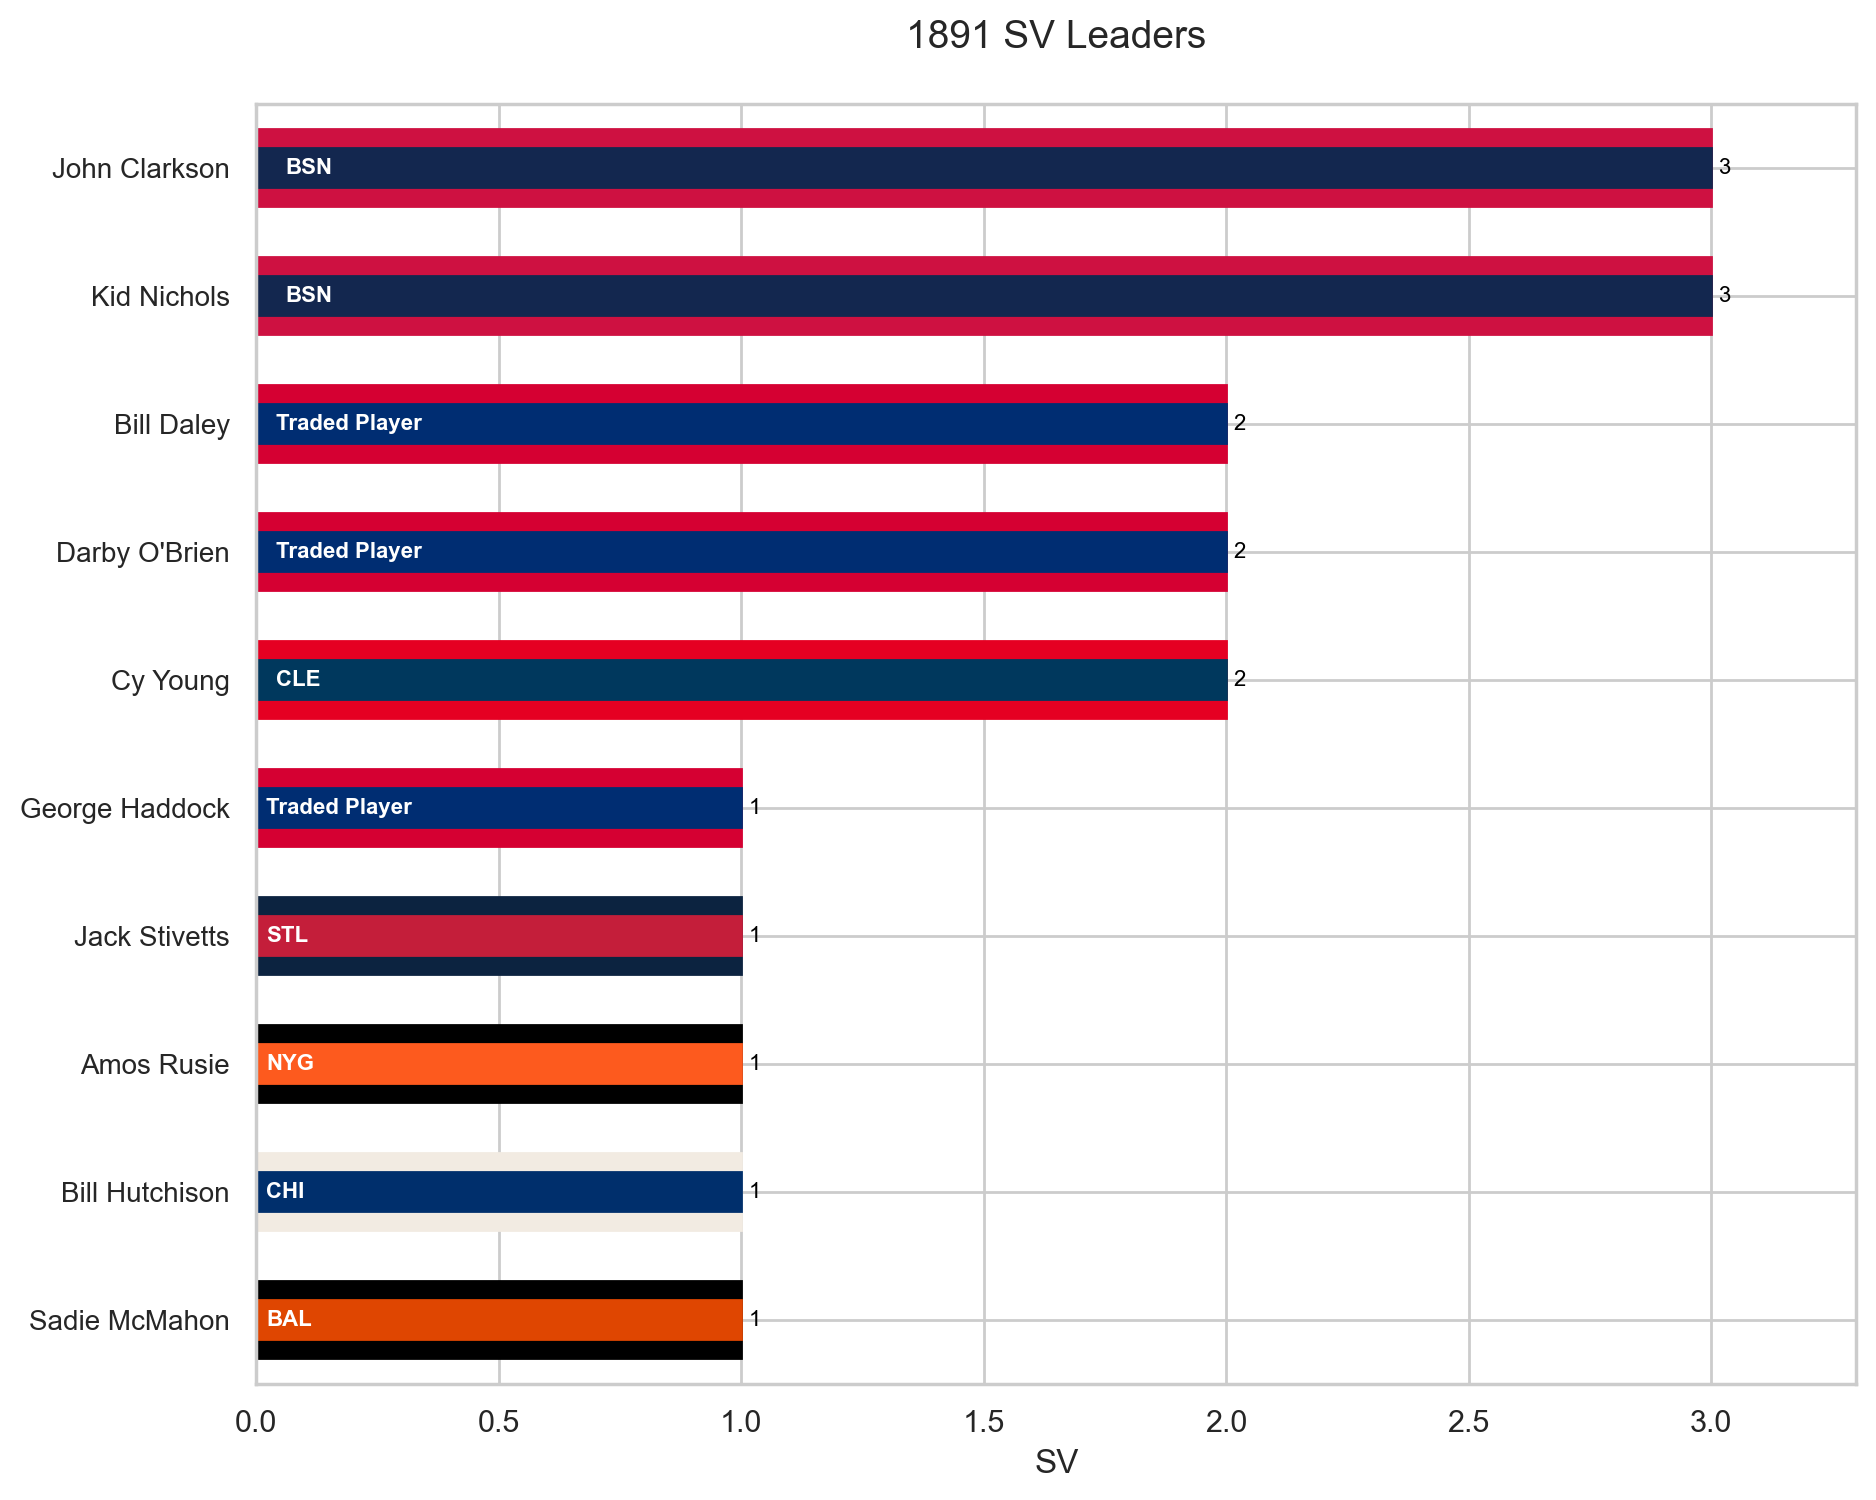 1891 SV Leaders
John Clarkson BSN 3
Kid Nichols BSN 3
Bill Daley Traded Player 2
Darby O'Brien Traded Player 2
Cy Young CLE 2
George Haddock Traded Player 1
Jack Stivetts STL 1
Amos Rusie NYG 1
Bill Hutchison CHI 1
Sadie McMahon BAL 1
0.0 0.5 1.0 1.5 2.0 2.5 3.0
SV